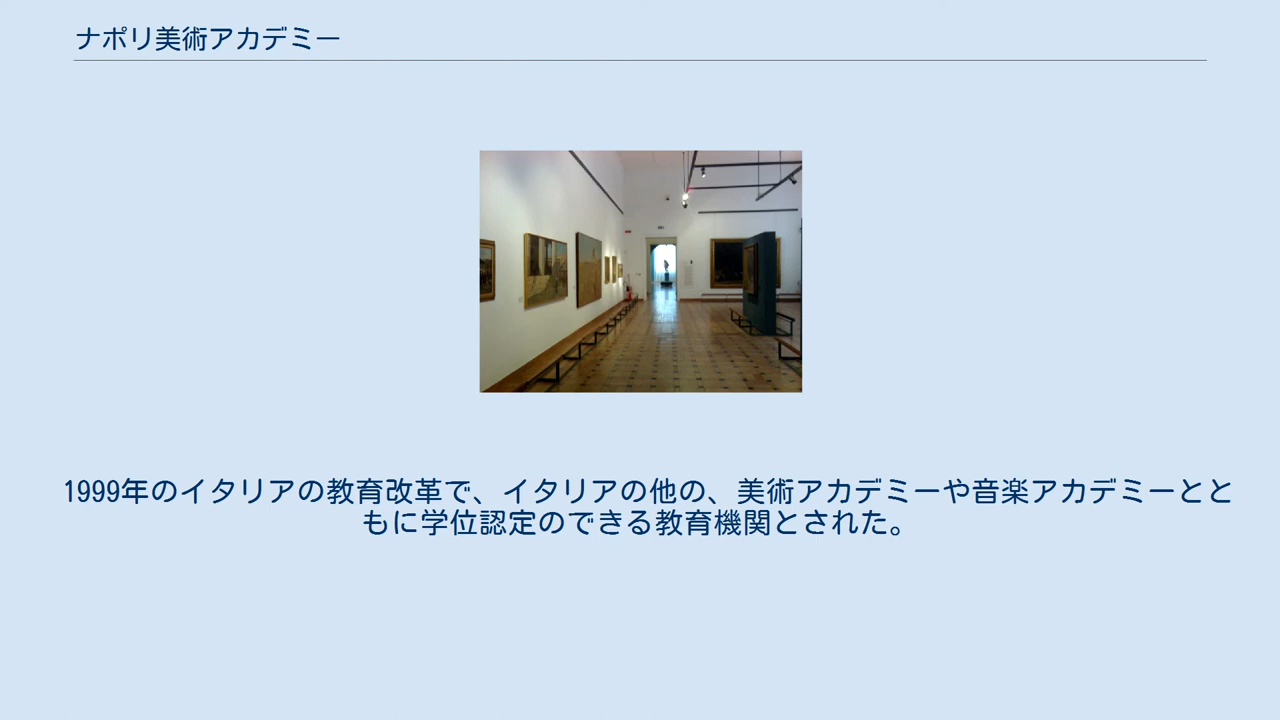 ナポリ美術アカデミー
1999年のイタリアの教育改革で、イタリアの他の、美術アカデミーや音楽アカデミーとと
もに学位認定のできる教育機関とされた。